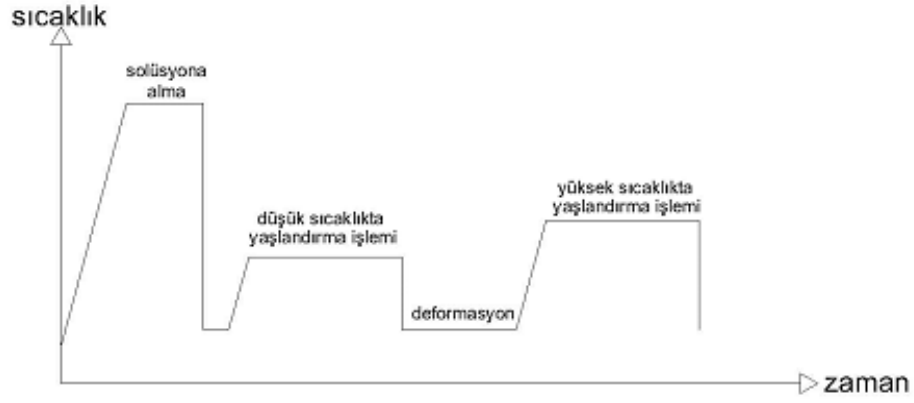 sıcaklık
solüsyona
alma
yüksek sıcaklıkta
yaşlandırma işlemi
düşük sıcaklıkta
yaşlandırma işlemi
deformasyon
zaman